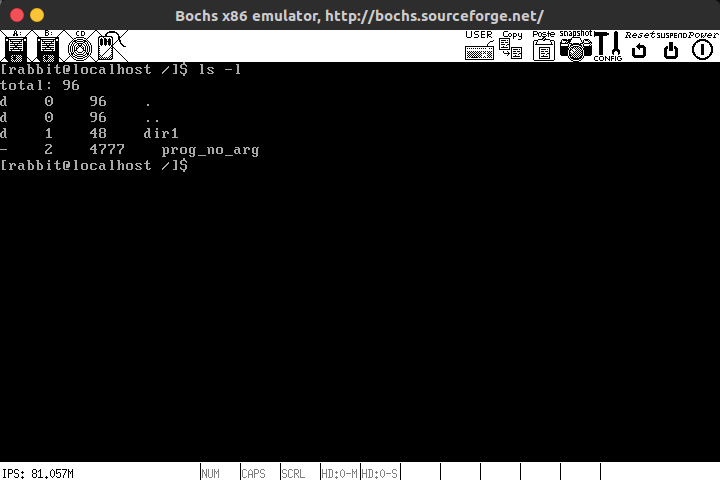 Bochs x86 emulator, http://bochs.sourceforge.net/
A: B: CD USER Copy Paste snapshot CONFIG Reset SUSPEND Power
[rabbit@localhost /]$ ls -l
total: 96
d 0 96 .
d 0 96 ..
d 1 48 dir1
- 2 4777 prog_no_arg
[rabbit@localhost /]$
IPS: 81.057M NUM CAPS SCRL HD:0-M HD:0-S